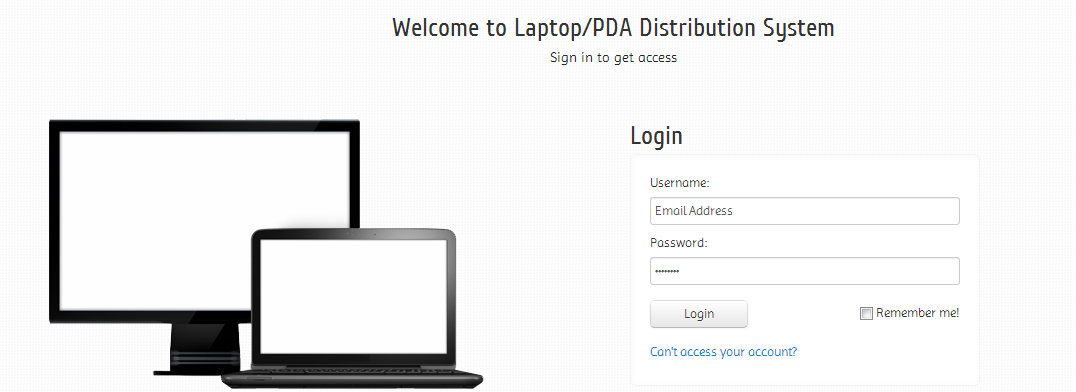 Welcome to Laptop/PDA Distribution System
Sign in to get access
Login
Username:
Email Address
Password:
••••••••
Login
Remember me!
Can't access your account?